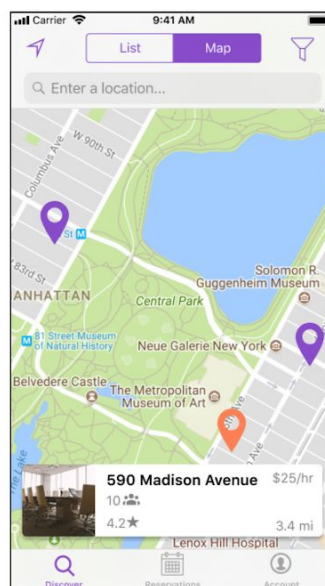 Carrier 9:41 AM
List Map
Enter a location...
W 90th St
Columbus Ave
St M
83rd St
ANHATTAN
Solomon R.
Guggenheim Museum
Central Park
M 81 Street Museum
of Natural History
Neue Galerie New York
Belvedere Castle
The Metropolitan
Museum of Art
The Lake
590 Madison Avenue $25/hr
10
4.2★ 3.4 mi
Lenox Hill Hospital
Discover Reservations Account